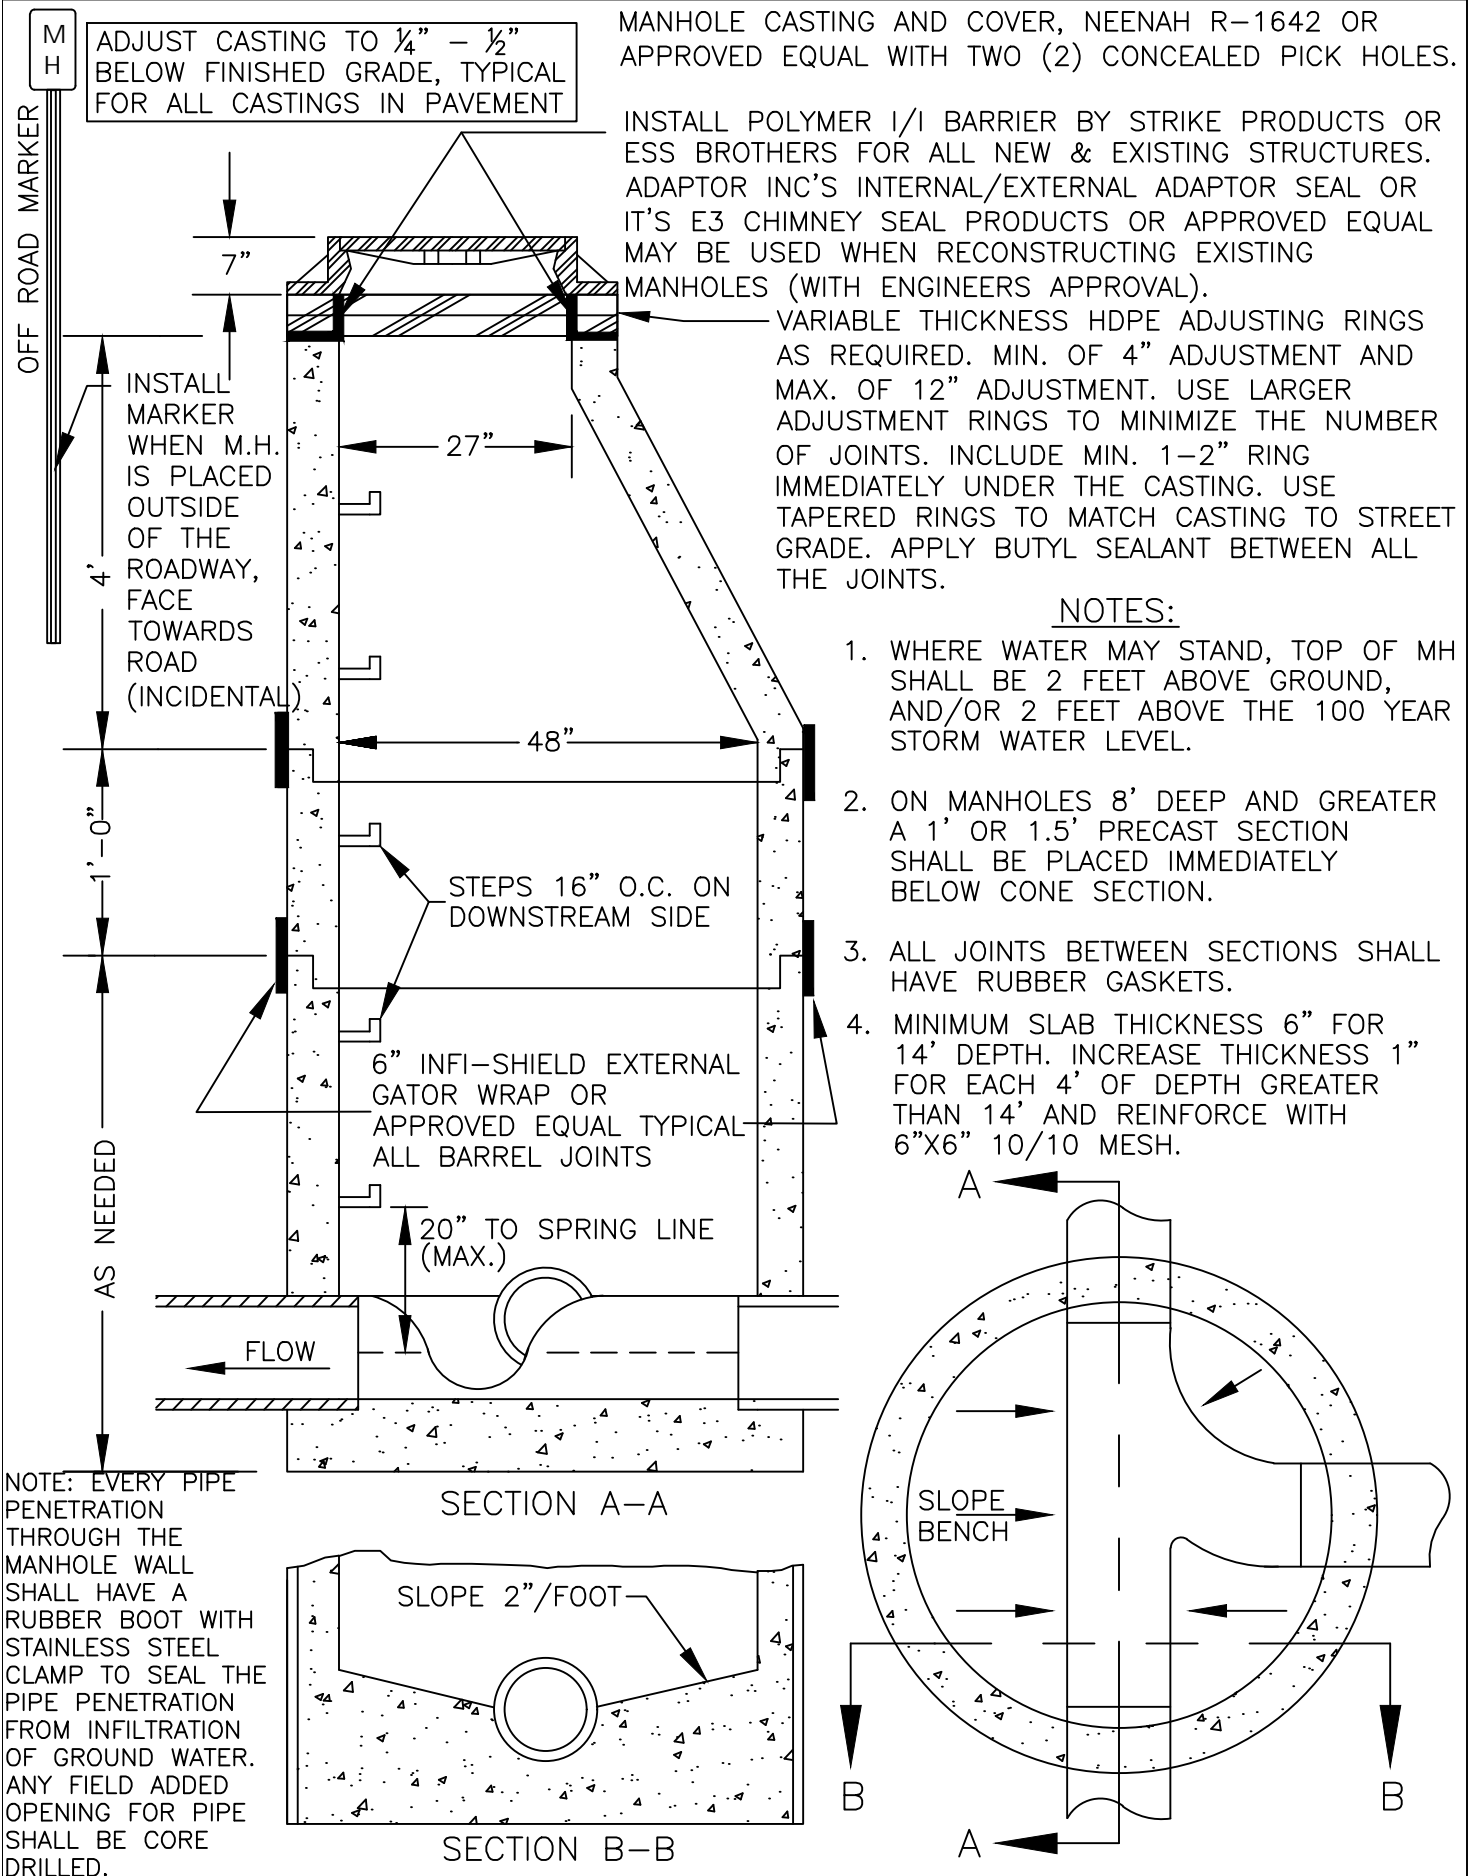 M
H
OFF ROAD MARKER
ADJUST CASTING TO ¼" – ½"
BELOW FINISHED GRADE, TYPICAL
FOR ALL CASTINGS IN PAVEMENT
MANHOLE CASTING AND COVER, NEENAH R–1642 OR
APPROVED EQUAL WITH TWO (2) CONCEALED PICK HOLES.
INSTALL POLYMER I/I BARRIER BY STRIKE PRODUCTS OR
ESS BROTHERS FOR ALL NEW & EXISTING STRUCTURES.
ADAPTOR INC'S INTERNAL/EXTERNAL ADAPTOR SEAL OR
IT'S E3 CHIMNEY SEAL PRODUCTS OR APPROVED EQUAL
MAY BE USED WHEN RECONSTRUCTING EXISTING
MANHOLES (WITH ENGINEERS APPROVAL).
VARIABLE THICKNESS HDPE ADJUSTING RINGS
AS REQUIRED. MIN. OF 4" ADJUSTMENT AND
MAX. OF 12" ADJUSTMENT. USE LARGER
ADJUSTMENT RINGS TO MINIMIZE THE NUMBER
OF JOINTS. INCLUDE MIN. 1–2" RING
IMMEDIATELY UNDER THE CASTING. USE
TAPERED RINGS TO MATCH CASTING TO STREET
GRADE. APPLY BUTYL SEALANT BETWEEN ALL
THE JOINTS.
7"
INSTALL
MARKER
WHEN M.H.
IS PLACED
OUTSIDE
OF THE
ROADWAY,
FACE
TOWARDS
ROAD
(INCIDENTAL)
27"
4'
48"
1'–0"
STEPS 16" O.C. ON
DOWNSTREAM SIDE
6" INFI–SHIELD EXTERNAL
GATOR WRAP OR
APPROVED EQUAL TYPICAL
ALL BARREL JOINTS
AS NEEDED
20" TO SPRING LINE
(MAX.)
FLOW
SECTION A–A
NOTES:
1. WHERE WATER MAY STAND, TOP OF MH
SHALL BE 2 FEET ABOVE GROUND,
AND/OR 2 FEET ABOVE THE 100 YEAR
STORM WATER LEVEL.
2. ON MANHOLES 8' DEEP AND GREATER
A 1' OR 1.5' PRECAST SECTION
SHALL BE PLACED IMMEDIATELY
BELOW CONE SECTION.
3. ALL JOINTS BETWEEN SECTIONS SHALL
HAVE RUBBER GASKETS.
4. MINIMUM SLAB THICKNESS 6" FOR
14' DEPTH. INCREASE THICKNESS 1"
FOR EACH 4' OF DEPTH GREATER
THAN 14' AND REINFORCE WITH
6"X6" 10/10 MESH.
A
SLOPE
BENCH
B
B
A
NOTE: EVERY PIPE
PENETRATION
THROUGH THE
MANHOLE WALL
SHALL HAVE A
RUBBER BOOT WITH
STAINLESS STEEL
CLAMP TO SEAL THE
PIPE PENETRATION
FROM INFILTRATION
OF GROUND WATER.
ANY FIELD ADDED
OPENING FOR PIPE
SHALL BE CORE
DRILLED.
SLOPE 2"/FOOT
SECTION B–B